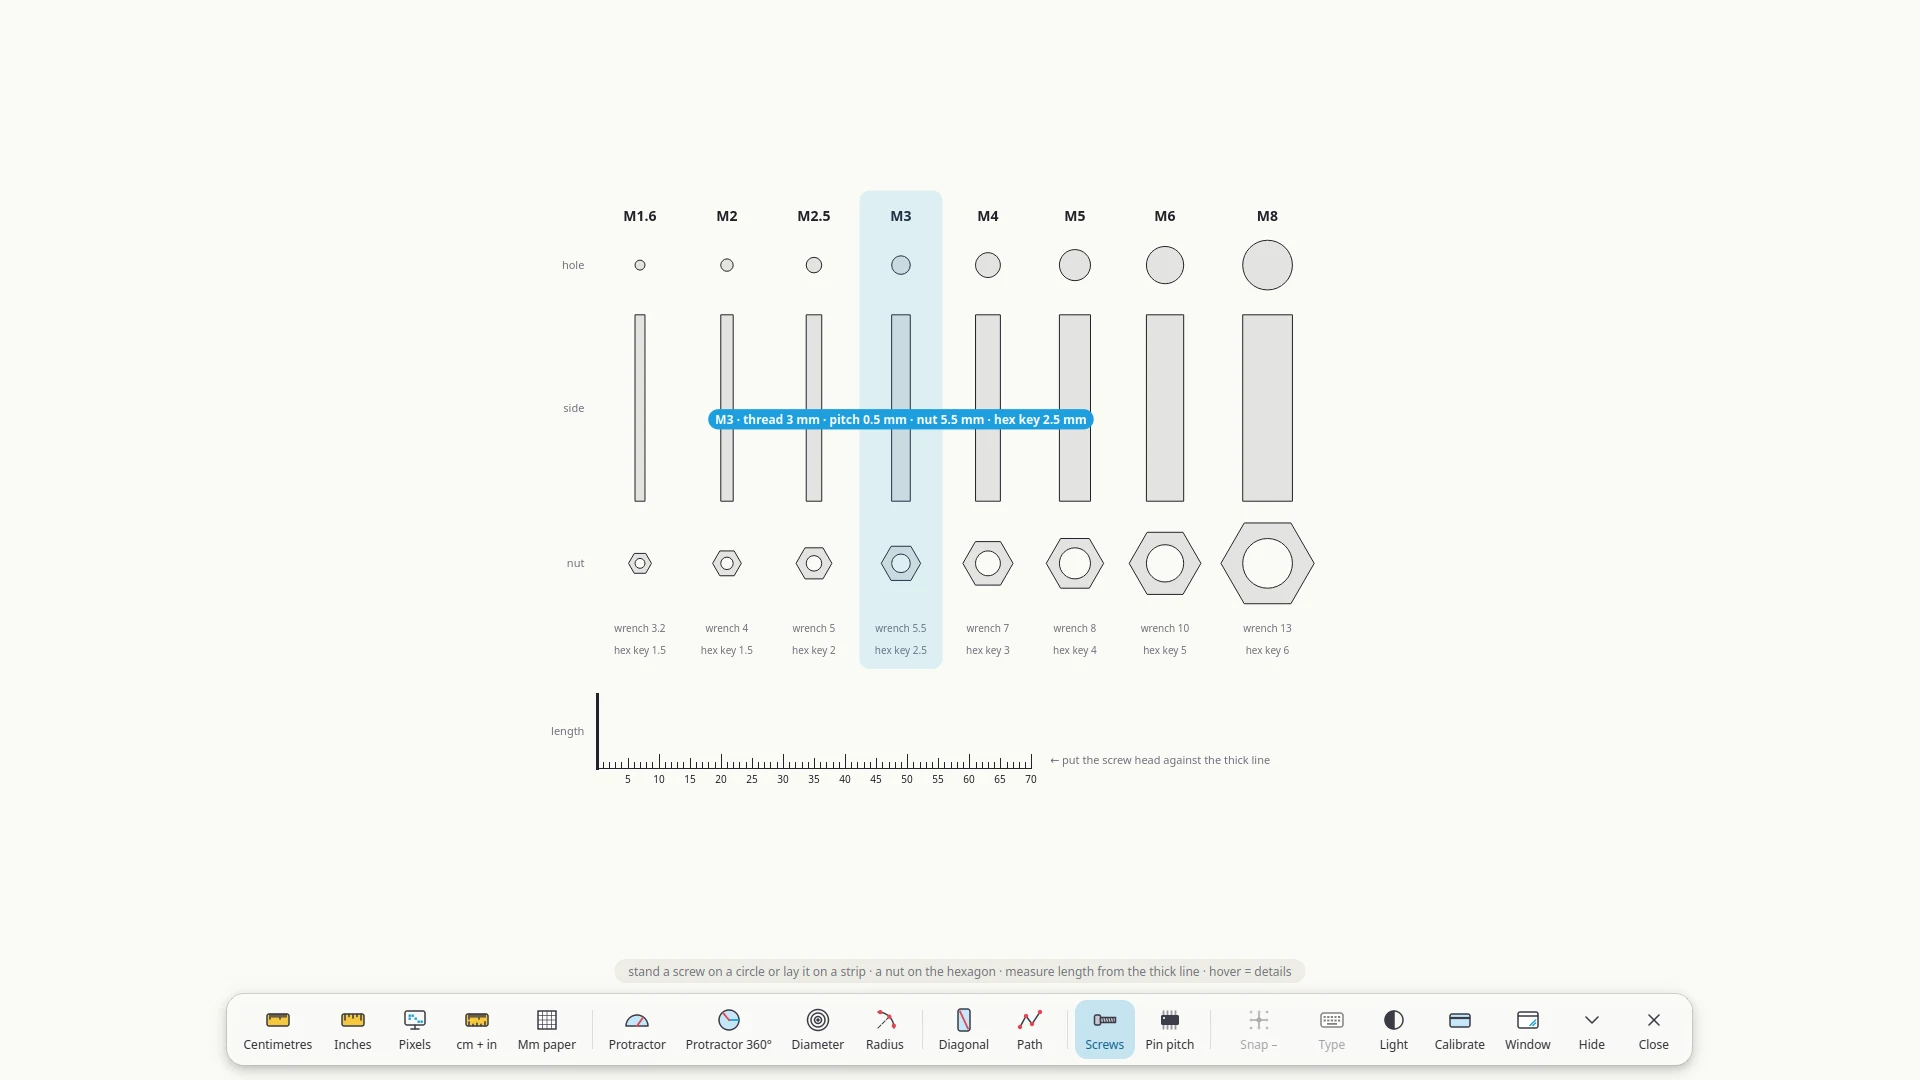 M1.6 M2 M2.5 M3 M4 M5 M6 M8
hole
side
M3 · thread 3 mm · pitch 0.5 mm · nut 5.5 mm · hex key 2.5 mm
nut
wrench 3.2 wrench 4 wrench 5 wrench 5.5 wrench 7 wrench 8 wrench 10 wrench 13
hex key 1.5 hex key 1.5 hex key 2 hex key 2.5 hex key 3 hex key 4 hex key 5 hex key 6
length
← put the screw head against the thick line
5 10 15 20 25 30 35 40 45 50 55 60 65 70
stand a screw on a circle or lay it on a strip · a nut on the hexagon · measure length from the thick line · hover = details
Centimetres Inches Pixels cm + in Mm paper Protractor Protractor 360° Diameter Radius Diagonal Path Screws Pin pitch Snap – Type Light Calibrate Window Hide Close